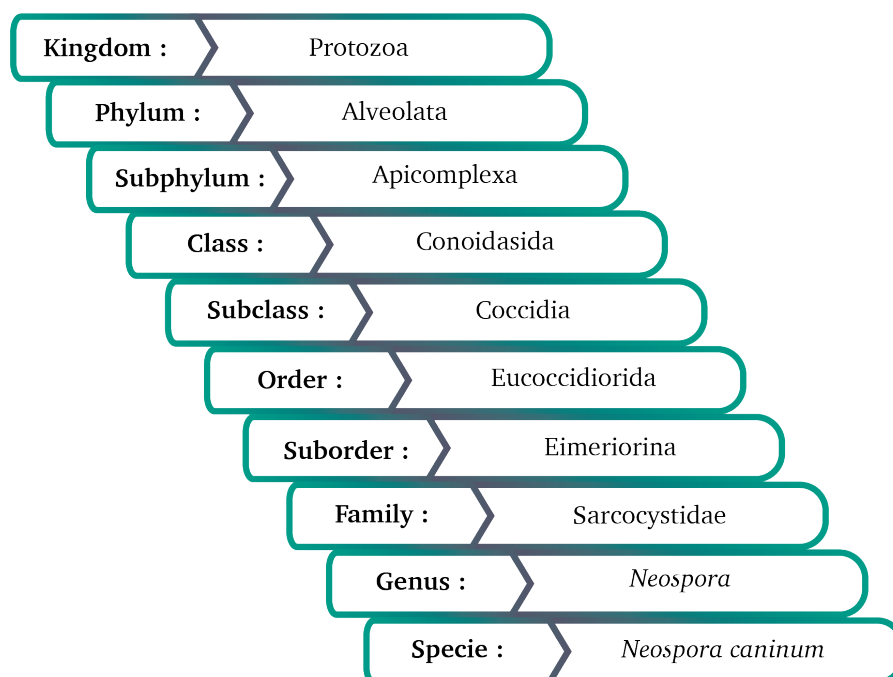 Kingdom : Protozoa
Phylum : Alveolata
Subphylum : Apicomplexa
Class : Conoidasida
Subclass : Coccidia
Order : Eucoccidiorida
Suborder : Eimeriorina
Family : Sarcocystidae
Genus : Neospora
Specie : Neospora caninum